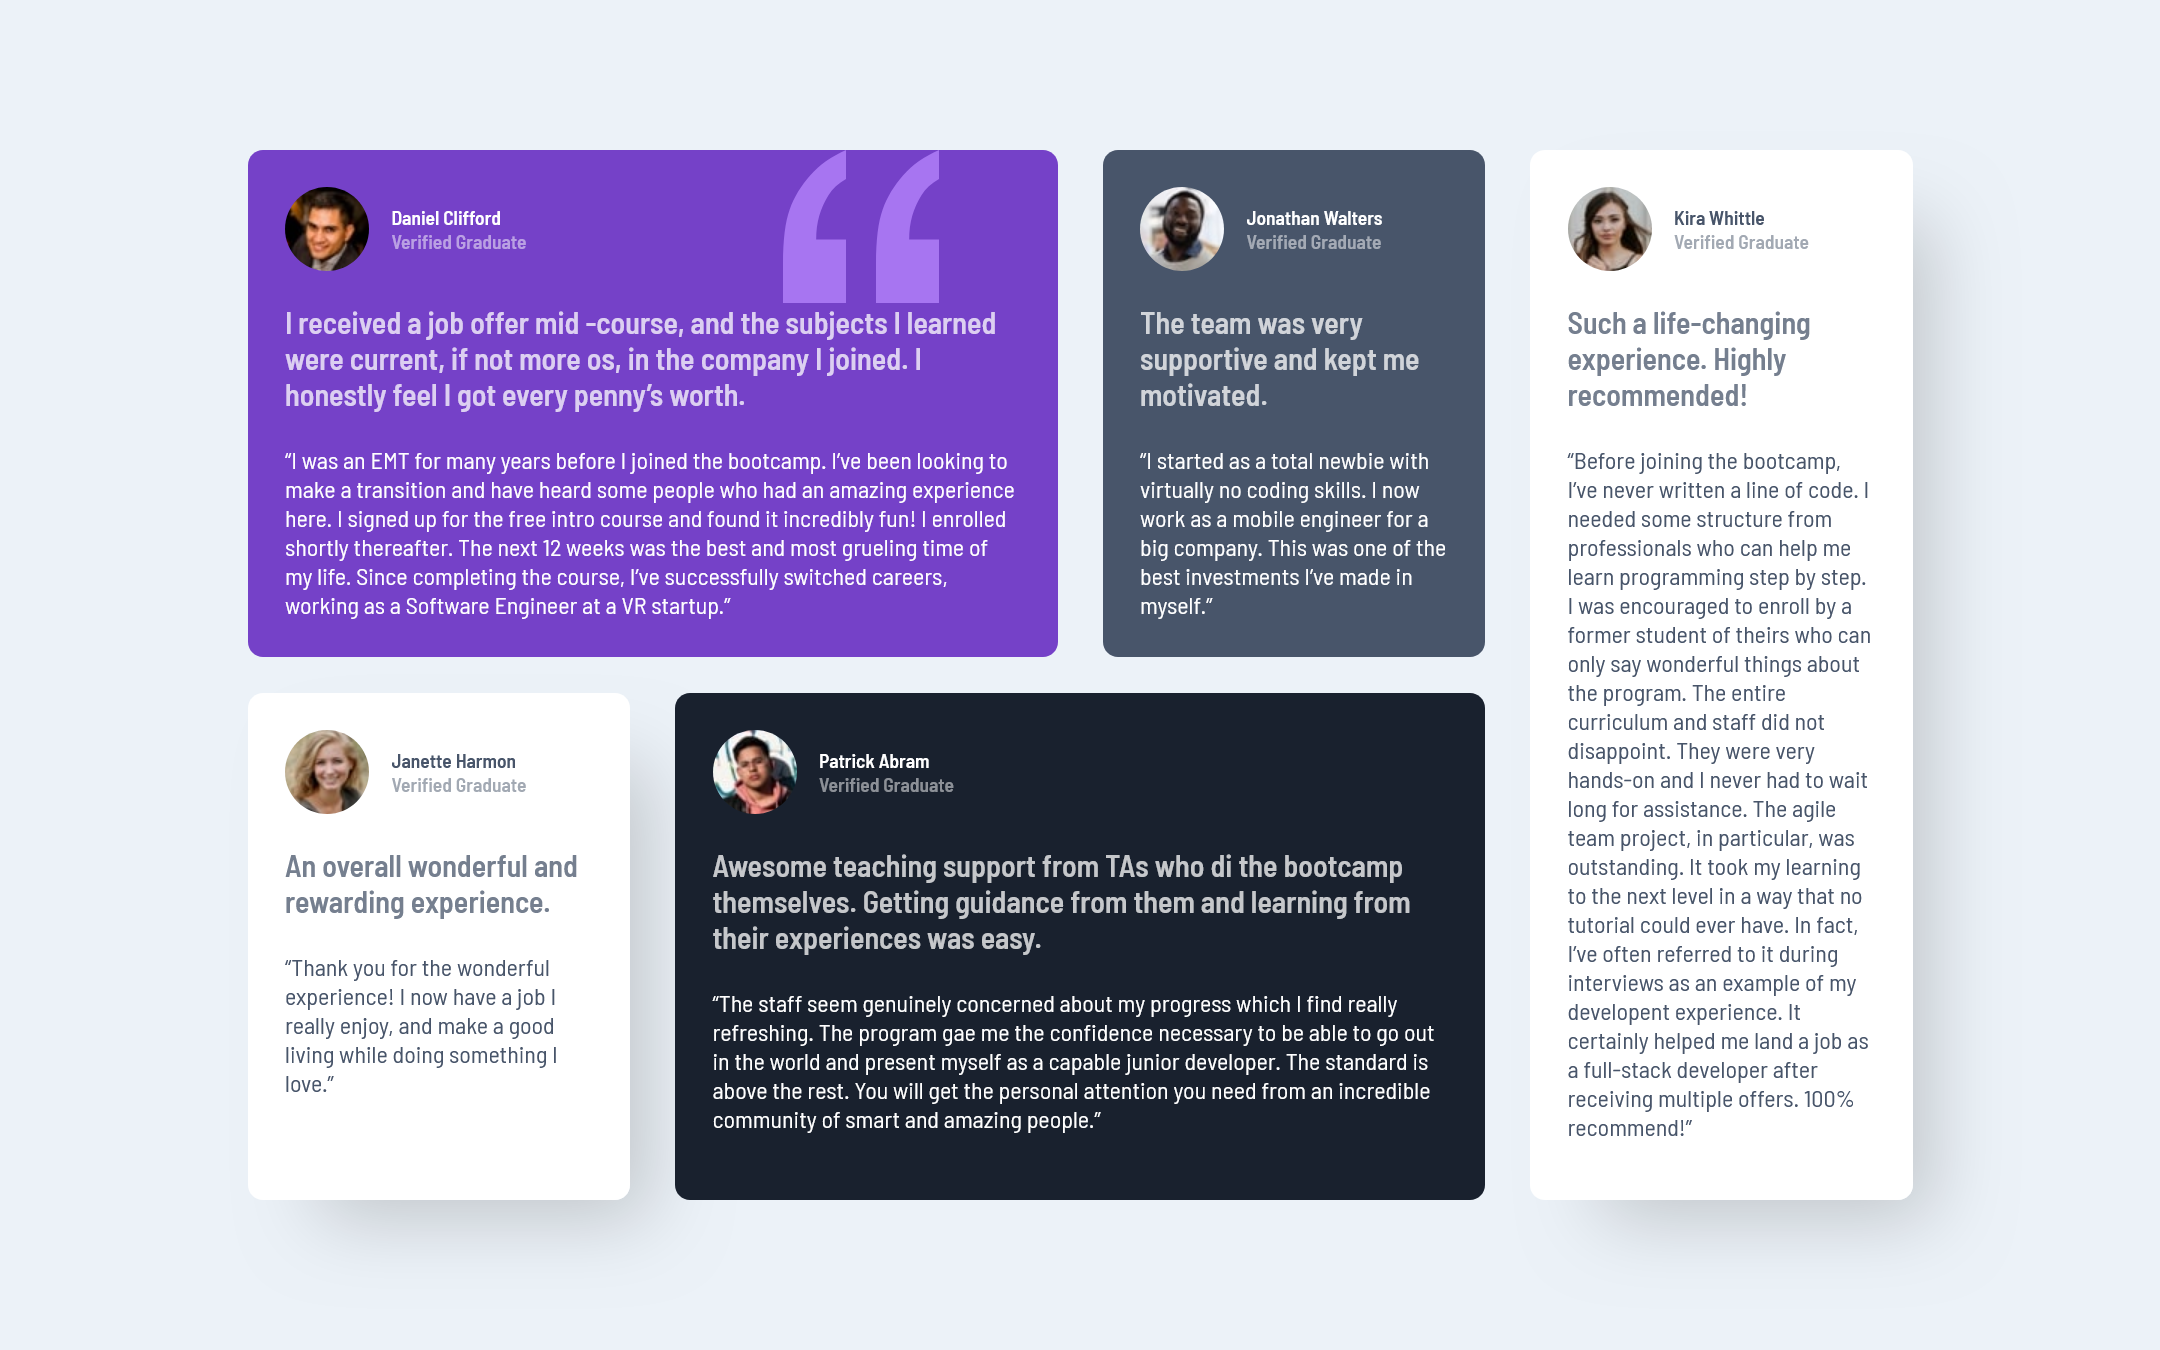 Daniel Clifford
Verified Graduate
I received a job offer mid -course, and the subjects I learned
were current, if not more os, in the company I joined. I
honestly feel I got every penny’s worth.
“I was an EMT for many years before I joined the bootcamp. I’ve been looking to
make a transition and have heard some people who had an amazing experience
here. I signed up for the free intro course and found it incredibly fun! I enrolled
shortly thereafter. The next 12 weeks was the best and most grueling time of
my life. Since completing the course, I’ve successfully switched careers,
working as a Software Engineer at a VR startup.”
Jonathan Walters
Verified Graduate
The team was very
supportive and kept me
motivated.
“I started as a total newbie with
virtually no coding skills. I now
work as a mobile engineer for a
big company. This was one of the
best investments I’ve made in
myself.”
Kira Whittle
Verified Graduate
Such a life-changing
experience. Highly
recommended!
“Before joining the bootcamp,
I’ve never written a line of code. I
needed some structure from
professionals who can help me
learn programming step by step.
I was encouraged to enroll by a
former student of theirs who can
only say wonderful things about
the program. The entire
curriculum and staff did not
disappoint. They were very
hands-on and I never had to wait
long for assistance. The agile
team project, in particular, was
outstanding. It took my learning
to the next level in a way that no
tutorial could ever have. In fact,
I’ve often referred to it during
interviews as an example of my
developent experience. It
certainly helped me land a job as
a full-stack developer after
receiving multiple offers. 100%
recommend!”
Janette Harmon
Verified Graduate
An overall wonderful and
rewarding experience.
“Thank you for the wonderful
experience! I now have a job I
really enjoy, and make a good
living while doing something I
love.”
Patrick Abram
Verified Graduate
Awesome teaching support from TAs who di the bootcamp
themselves. Getting guidance from them and learning from
their experiences was easy.
“The staff seem genuinely concerned about my progress which I find really
refreshing. The program gae me the confidence necessary to be able to go out
in the world and present myself as a capable junior developer. The standard is
above the rest. You will get the personal attention you need from an incredible
community of smart and amazing people.”